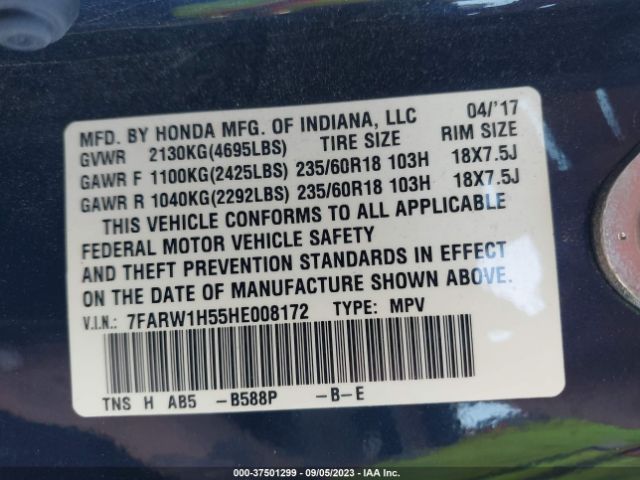 MFD. BY HONDA MFG. OF INDIANA, LLC 04/'17
GVWR 2130KG(4695LBS) TIRE SIZE RIM SIZE
GAWR F 1100KG(2425LBS) 235/60R18 103H 18X7.5J
GAWR R 1040KG(2292LBS) 235/60R18 103H 18X7.5J
THIS VEHICLE CONFORMS TO ALL APPLICABLE
FEDERAL MOTOR VEHICLE SAFETY
AND THEFT PREVENTION STANDARDS IN EFFECT
ON THE DATE OF MANUFACTURE SHOWN ABOVE.
V.I.N.: 7FARW1H55HE008172 TYPE: MPV
TNS H AB5 -B588P -B-E
000-37501299 - 09/05/2023 - IAA Inc.